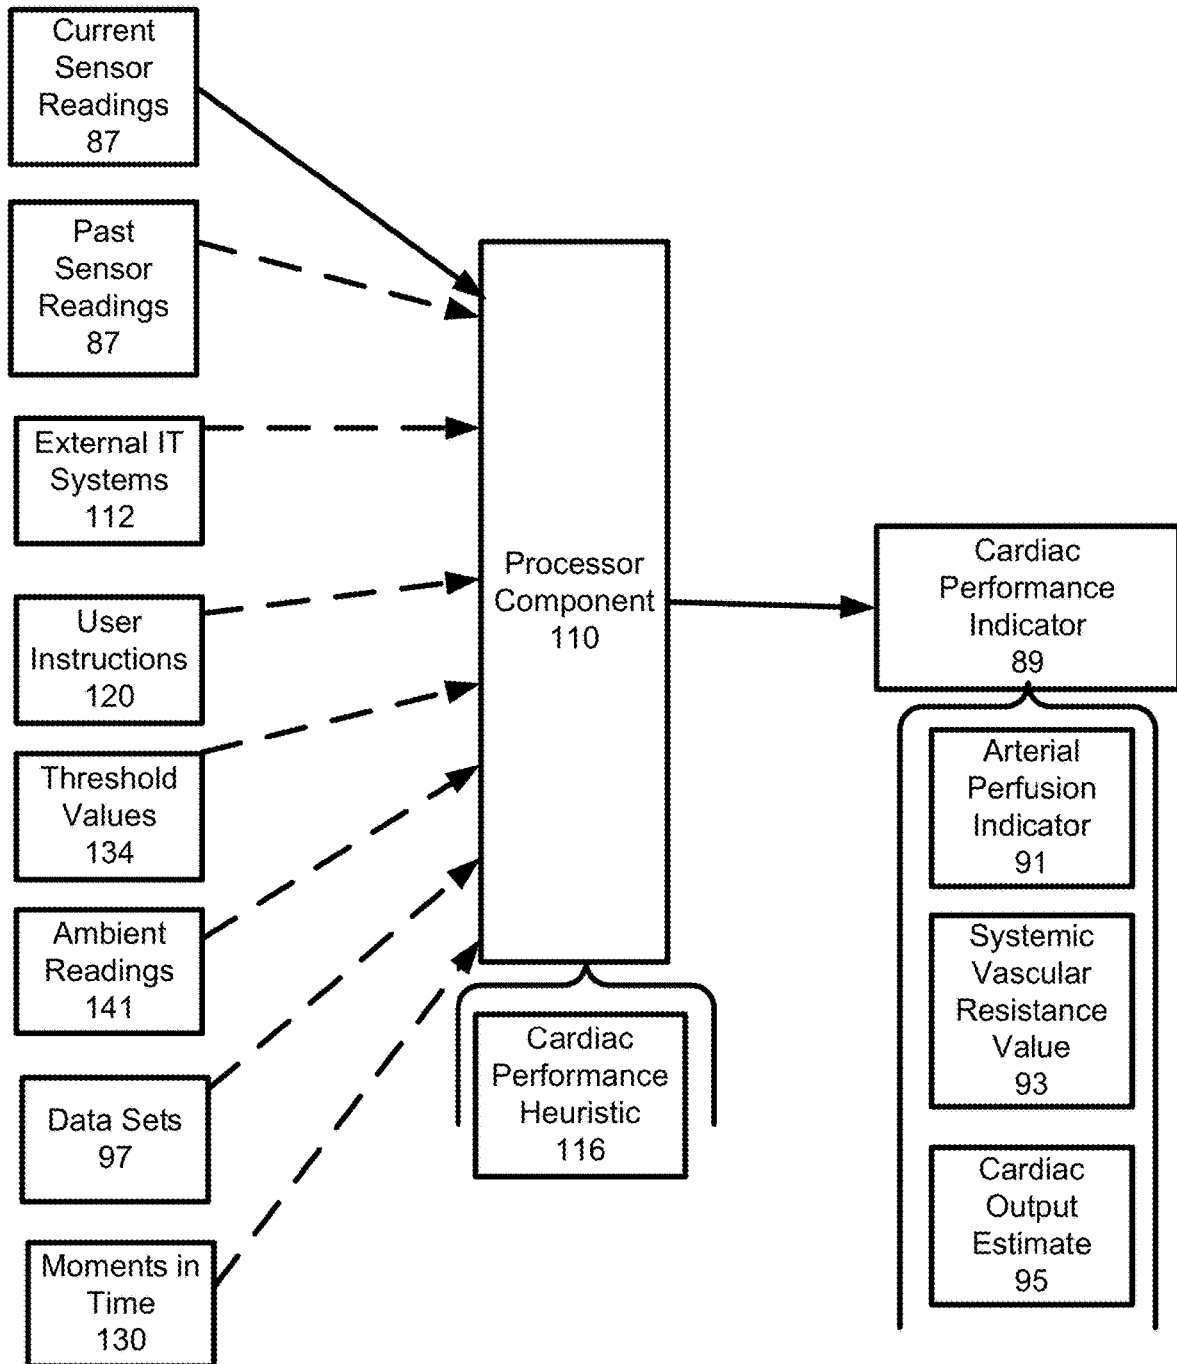 Current
Sensor
Readings
87
Past
Sensor
Readings
87
External IT
Systems
112
User
Instructions
120
Threshold
Values
134
Ambient
Readings
141
Data Sets
97
Moments in
Time
130
Processor
Component
110
Cardiac
Performance
Heuristic
116
Cardiac
Performance
Indicator
89
Arterial
Perfusion
Indicator
91
Systemic
Vascular
Resistance
Value
93
Cardiac
Output
Estimate
95